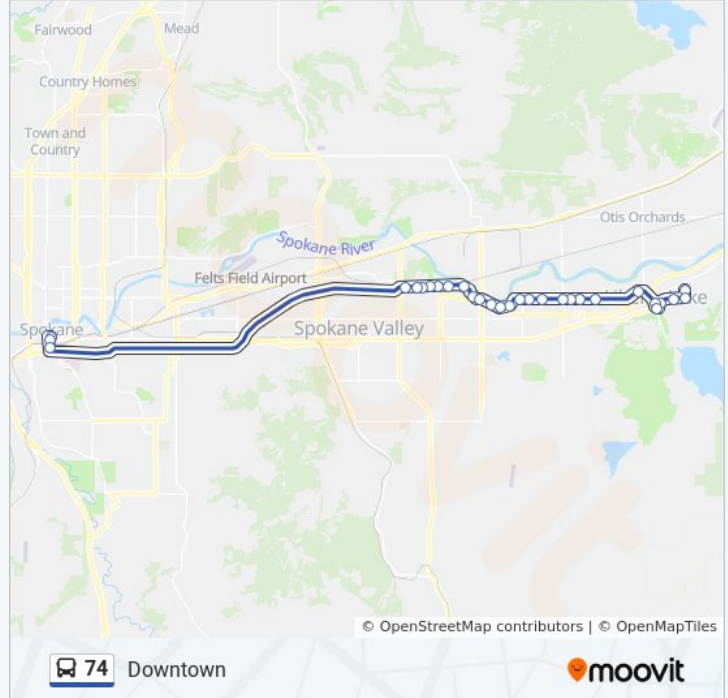 Fairwood
Mead
Country Homes
Town and
Country
Otis Orchards
Spokane River
Felts Field Airport
Spokane
Spokane Valley
© OpenStreetMap contributors | © OpenMapTiles
74 Downtown
moovit